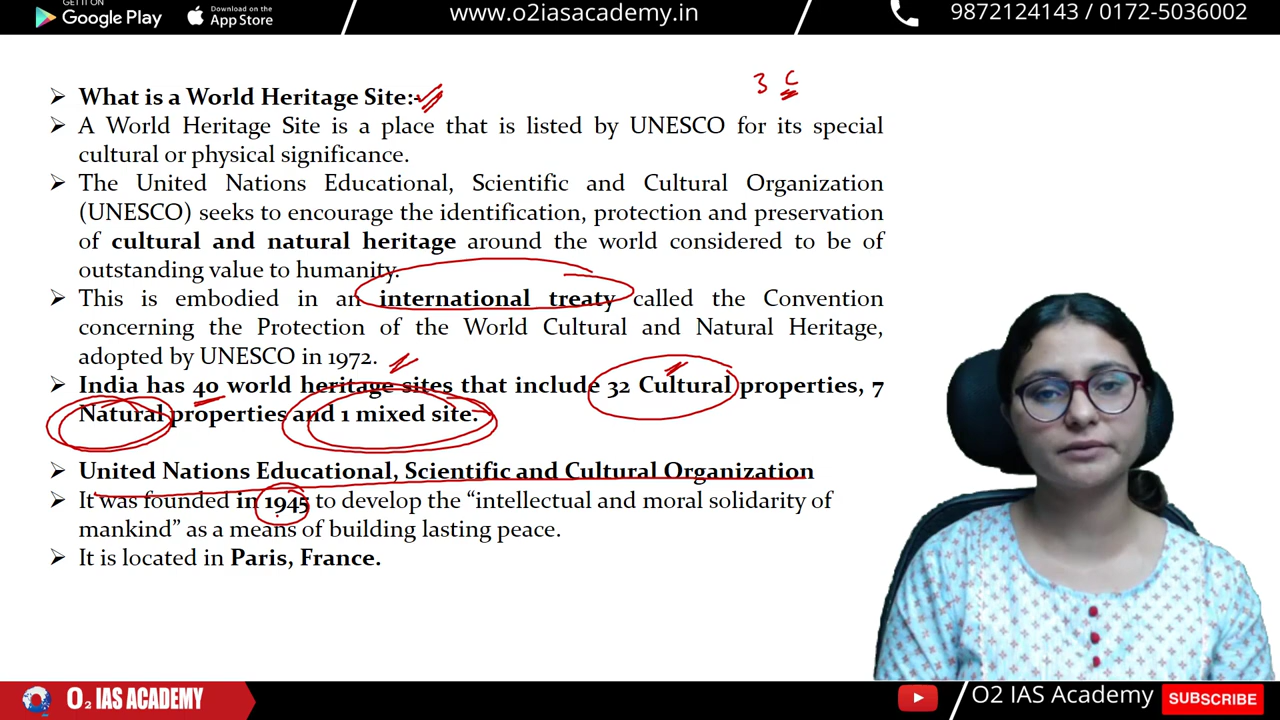 GET IT ON
Google Play
Download on the
App Store
www.o2iasacademy.in
9872124143 / 0172-5036002
3 C
➢ What is a World Heritage Site:-
➢ A World Heritage Site is a place that is listed by UNESCO for its special
cultural or physical significance.
➢ The United Nations Educational, Scientific and Cultural Organization
(UNESCO) seeks to encourage the identification, protection and preservation
of cultural and natural heritage around the world considered to be of
outstanding value to humanity.
➢ This is embodied in an international treaty called the Convention
concerning the Protection of the World Cultural and Natural Heritage,
adopted by UNESCO in 1972.
➢ India has 40 world heritage sites that include 32 Cultural properties, 7
Natural properties and 1 mixed site.
➢ United Nations Educational, Scientific and Cultural Organization
➢ It was founded in 1945 to develop the “intellectual and moral solidarity of
mankind” as a means of building lasting peace.
➢ It is located in Paris, France.
O2 IAS ACADEMY
O2 IAS Academy
SUBSCRIBE